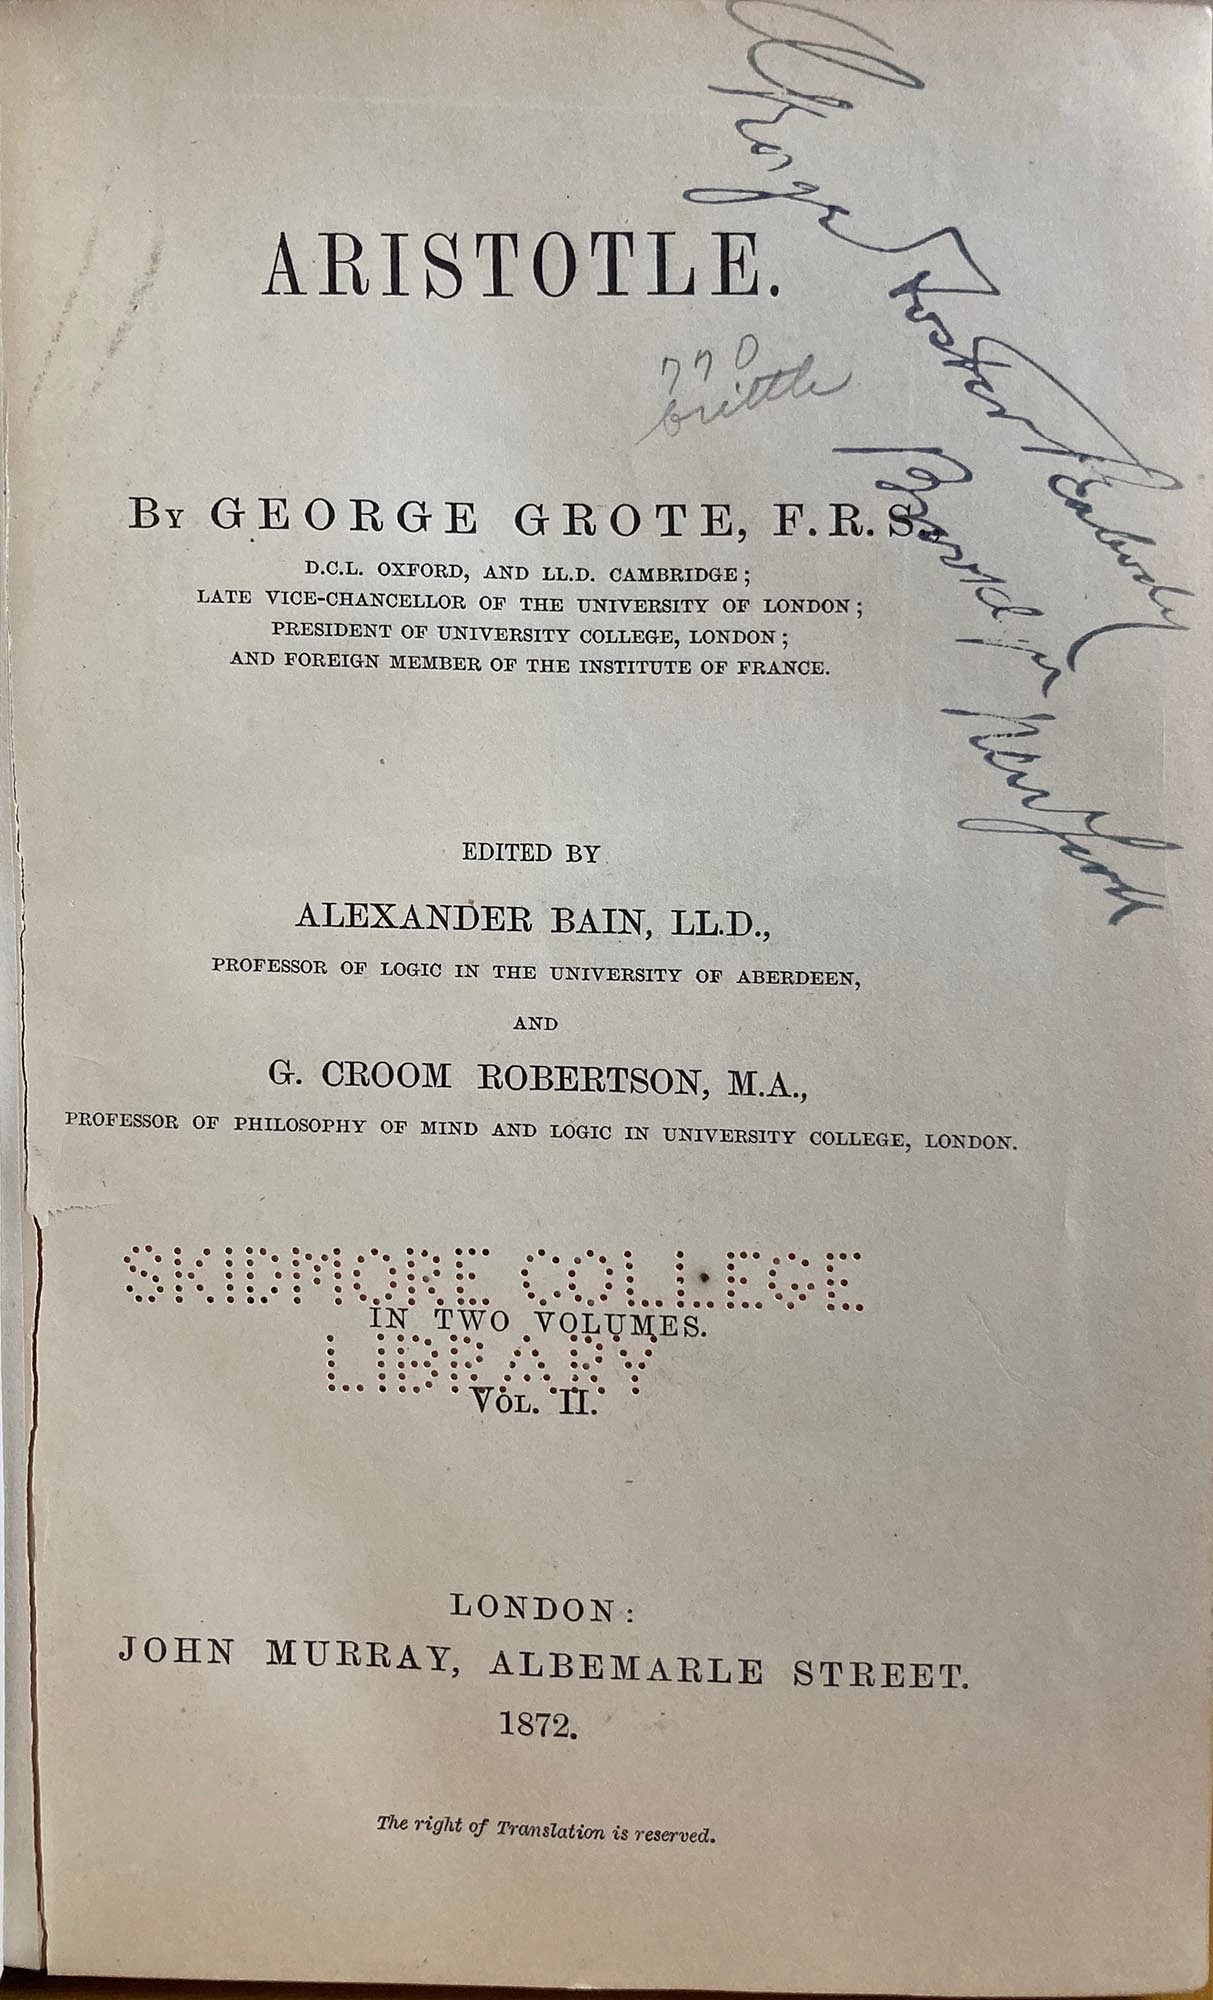 George Foster Peabody
ARISTOTLE.
brittle
BY GEORGE GROTE, F.R.S.,
D.C.L. OXFORD, AND LL.D. CAMBRIDGE;
LATE VICE-CHANCELLOR OF THE UNIVERSITY OF LONDON;
PRESIDENT OF UNIVERSITY COLLEGE, LONDON;
AND FOREIGN MEMBER OF THE INSTITUTE OF FRANCE.
New York
EDITED BY
ALEXANDER BAIN, LL.D.,
PROFESSOR OF LOGIC IN THE UNIVERSITY OF ABERDEEN,
AND
G. CROOM ROBERTSON, M.A.,
PROFESSOR OF PHILOSOPHY OF MIND AND LOGIC IN UNIVERSITY COLLEGE, LONDON.
SKIDMORE COLLEGE
IN TWO VOLUMES.
LIBRARY
VOL. II.
LONDON:
JOHN MURRAY, ALBEMARLE STREET.
1872.
The right of Translation is reserved.